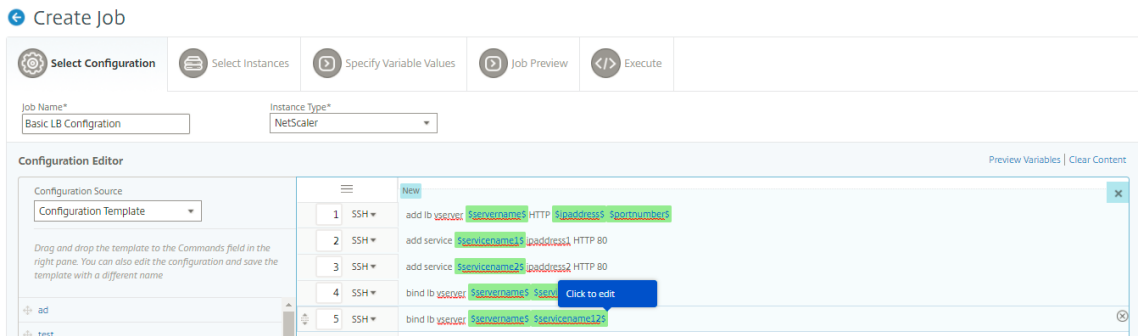 Create Job
Select Configuration
Select Instances
Specify Variable Values
Job Preview
Execute
Job Name*
Instance Type*
Basic LB Configration
NetScaler
Configuration Editor
Preview Variables | Clear Content
Configuration Source
Configuration Template
Drag and drop the template to the Commands field in the
right pane. You can also edit the configuration and save the
template with a different name
ad
test
New
1 SSH add lb vserver $servername$ HTTP $ipaddress$ $portnumber$
2 SSH add service $servicename1$ ipaddress1 HTTP 80
3 SSH add service $servicename2$ ipaddress2 HTTP 80
4 SSH bind lb vserver $servername$
Click to edit
5 SSH bind lb vserver $servername$ $servicename12$